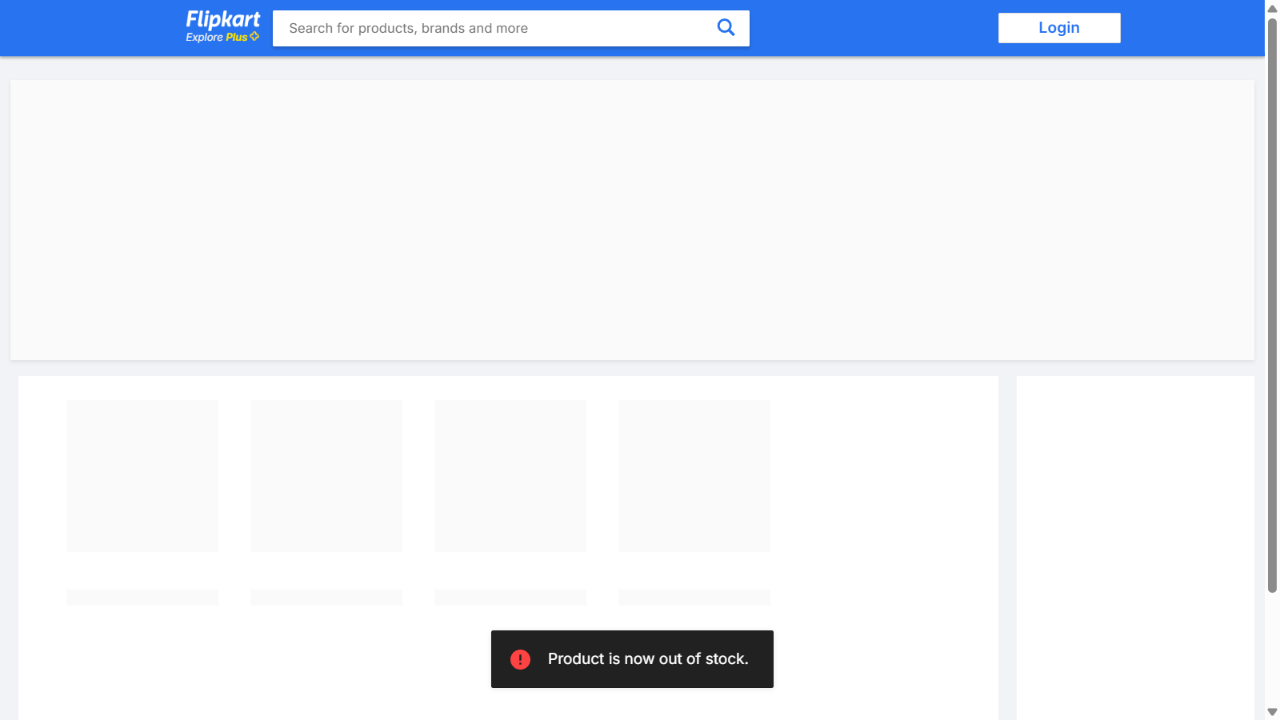 Flipkart
Explore Plus
Search for products, brands and more
Login
Product is now out of stock.